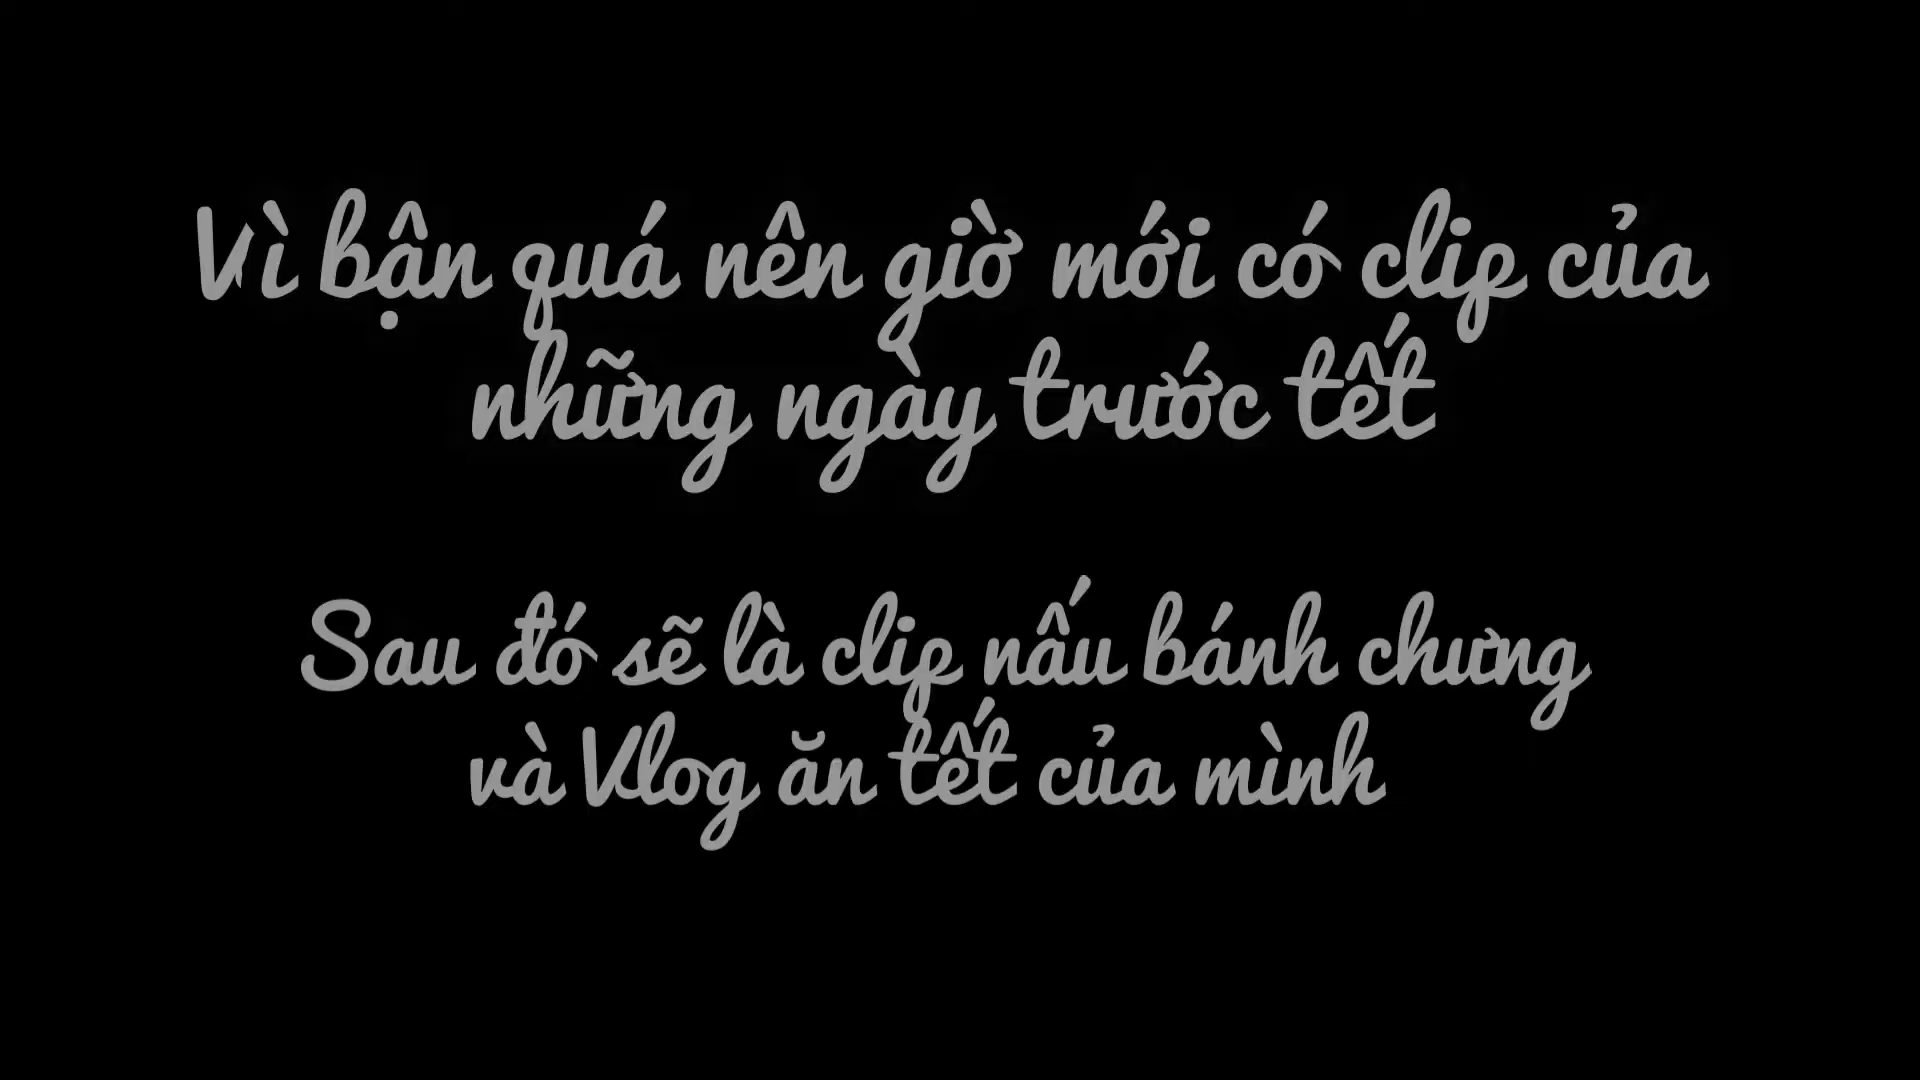 Vì bận quá nên giờ mới có clip của
những ngày trước tết
Sau đó sẽ là clip nấu bánh chưng
và Vlog ăn tết của mình